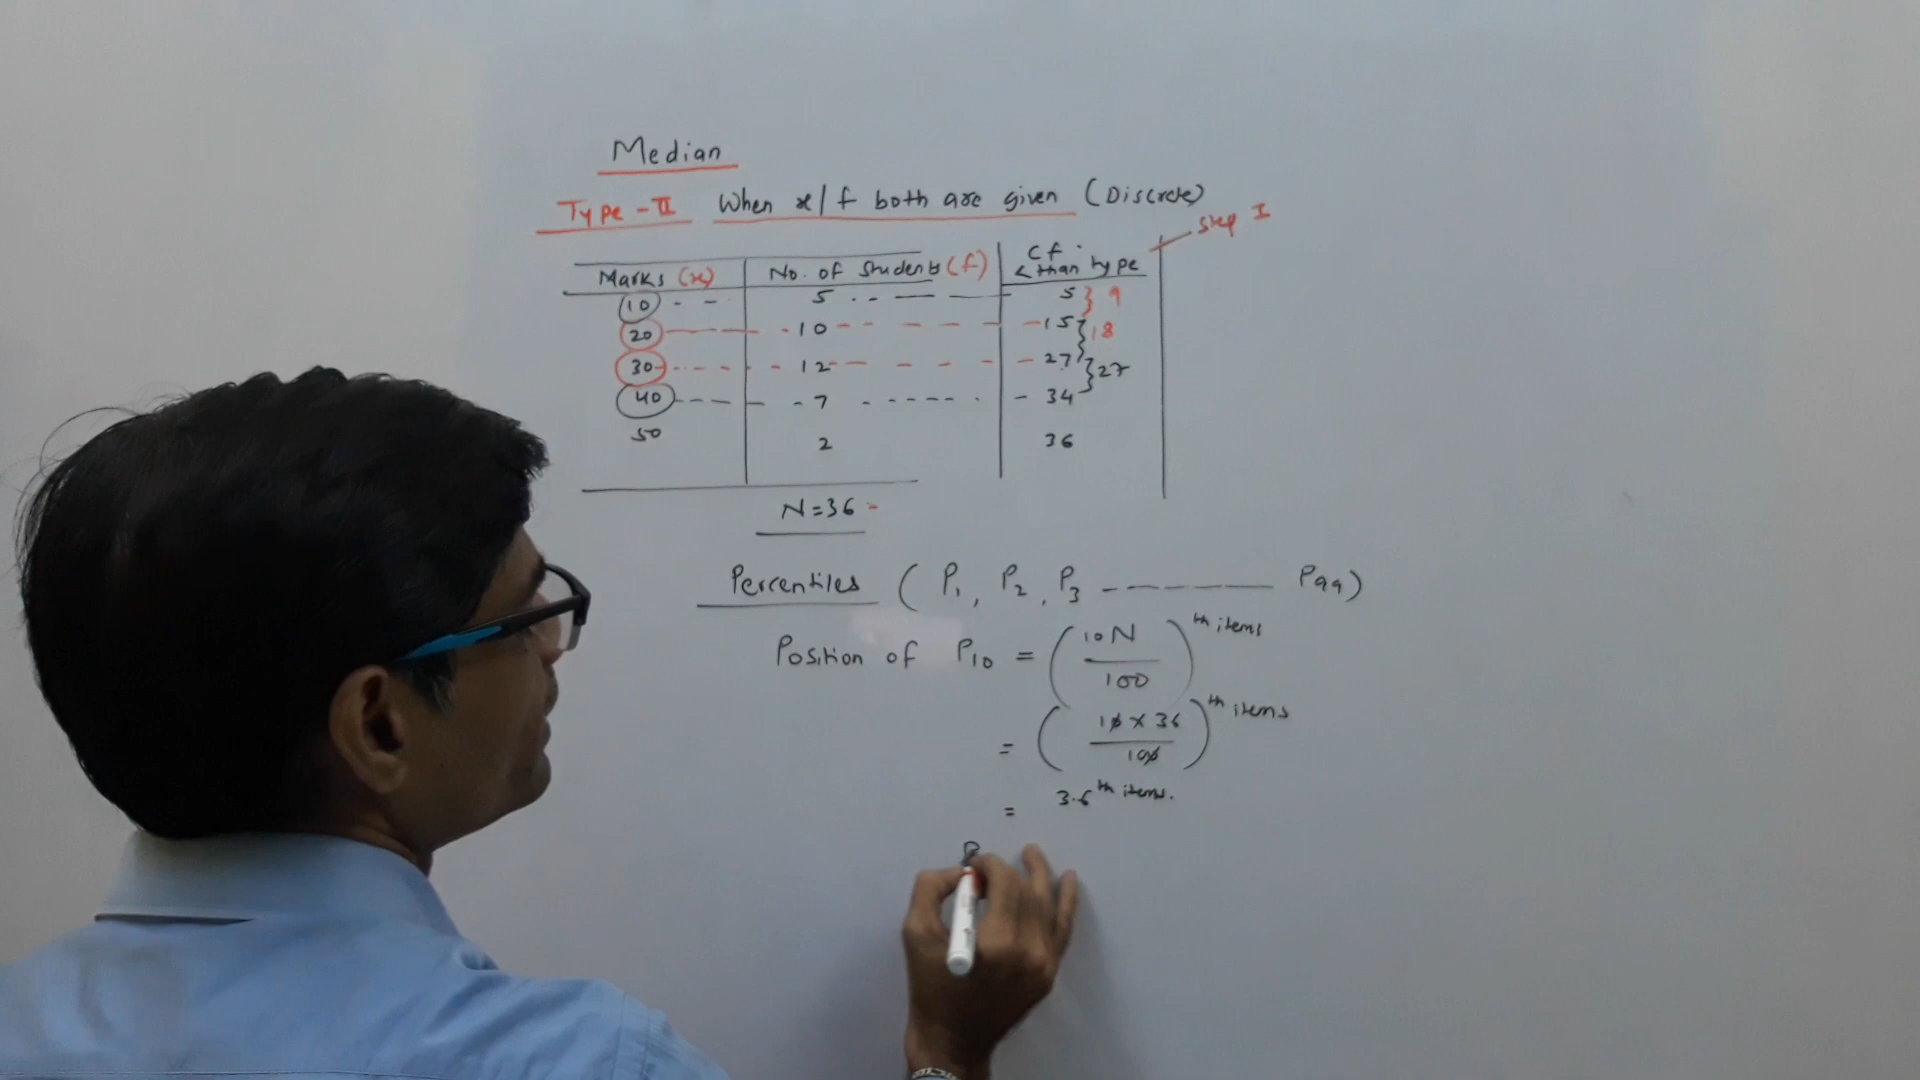 Median
Type-II When x/f both are given (Discrete)
Step I
Marks (x) No. of Students (f) Cf < than type
10 5 5 } 9
20 10 15 } 18
30 12 27 } 27
40 7 34
50 2 36
N=36
Percentiles ( P1, P2, P3 ------- P99)
Position of P10 = (10N/100)th items
= (10 x 36/100)th items
= 3.6th items.
P